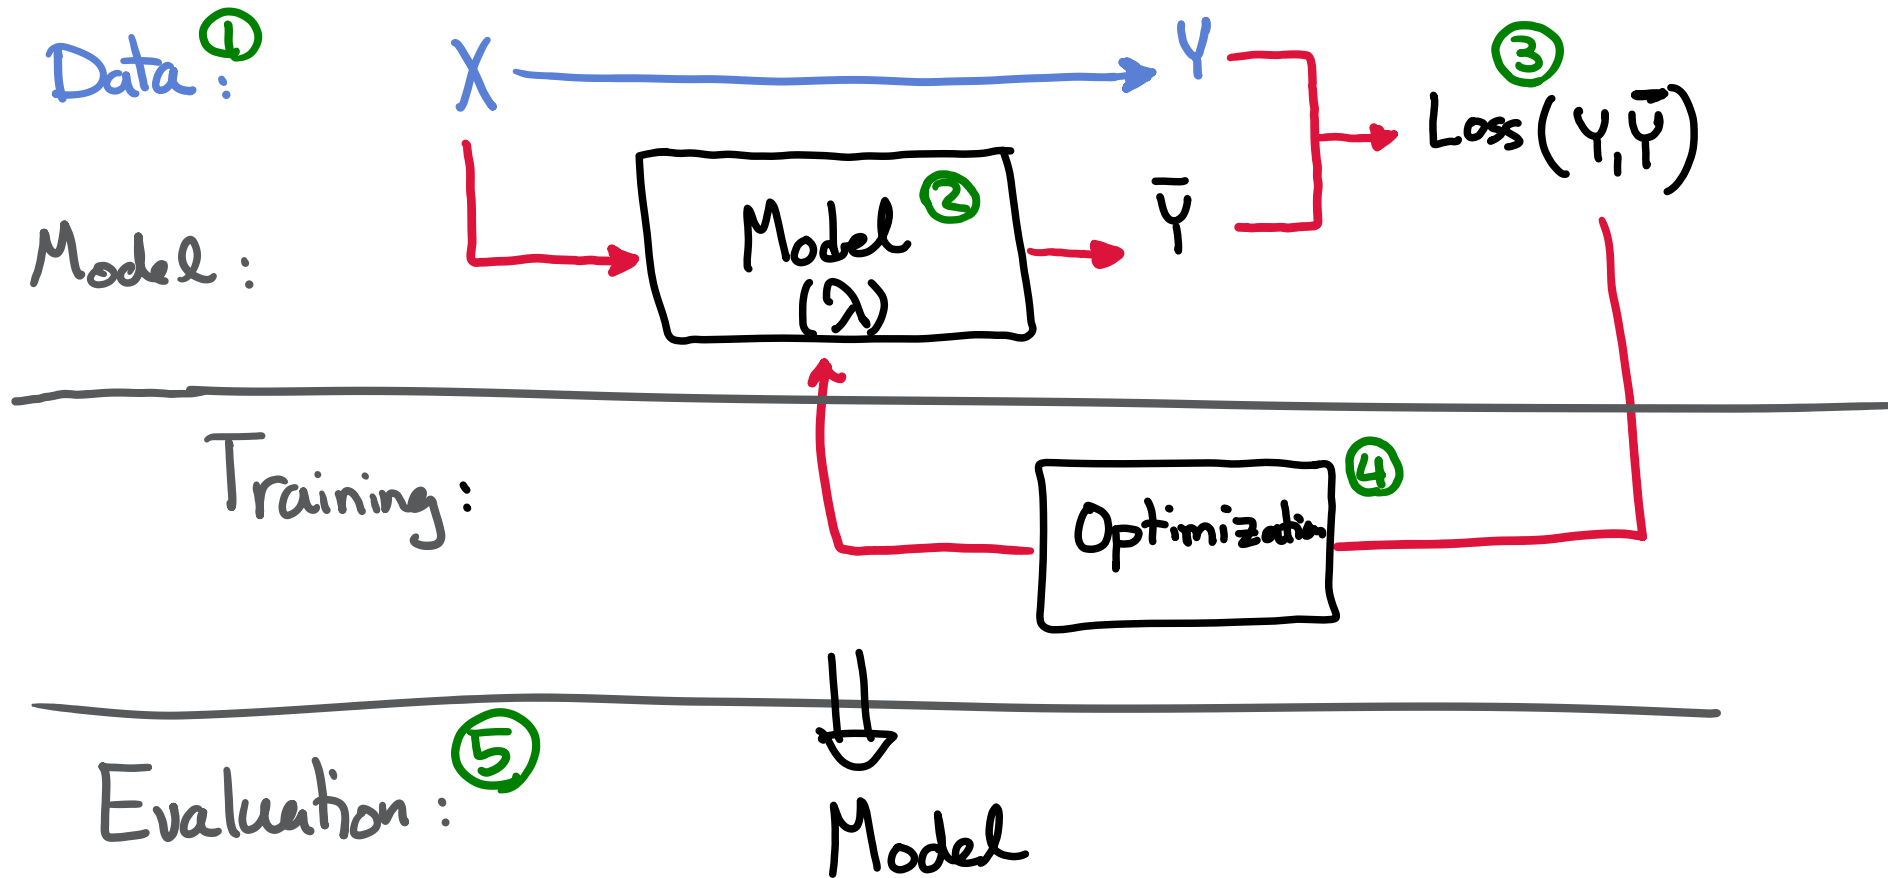 Data: ① X Y ③
Loss(Y, Ȳ)
Model: Model ② Ȳ
(λ)
Training: Optimization ④
Evaluation: ⑤
Model